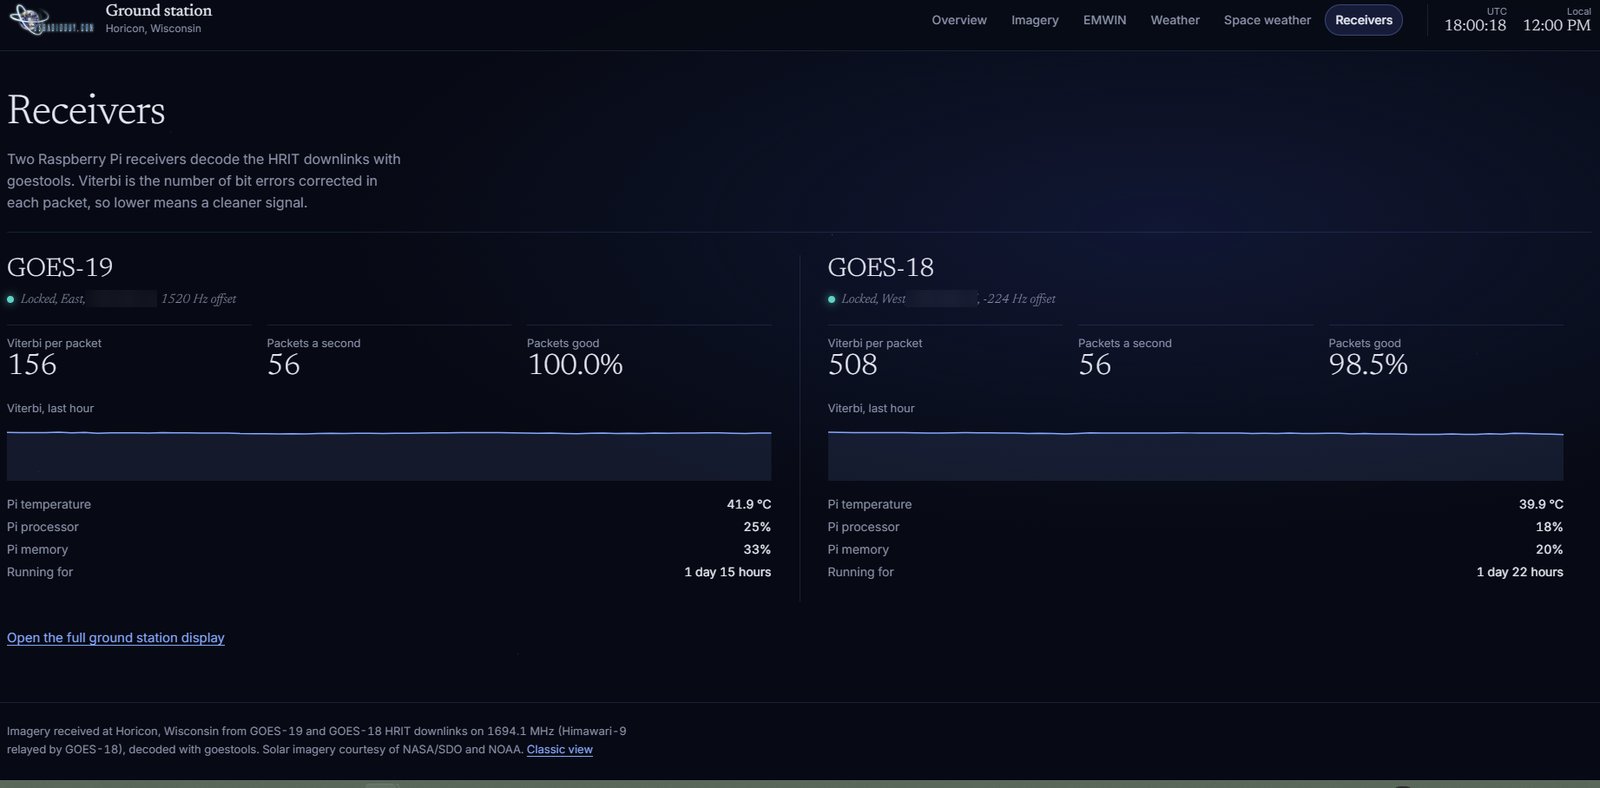 Ground station
Horicon, Wisconsin
Overview
Imagery
EMWIN
Weather
Space weather
Receivers
UTC
18:00:18
Local
12:00 PM
Receivers
Two Raspberry Pi receivers decode the HRIT downlinks with
goestools. Viterbi is the number of bit errors corrected in
each packet, so lower means a cleaner signal.
GOES-19
Locked, East, 1520 Hz offset
Viterbi per packet
156
Packets a second
56
Packets good
100.0%
Viterbi, last hour
Pi temperature 41.9 °C
Pi processor 25%
Pi memory 33%
Running for 1 day 15 hours
GOES-18
Locked, West , -224 Hz offset
Viterbi per packet
508
Packets a second
56
Packets good
98.5%
Viterbi, last hour
Pi temperature 39.9 °C
Pi processor 18%
Pi memory 20%
Running for 1 day 22 hours
Open the full ground station display
Imagery received at Horicon, Wisconsin from GOES-19 and GOES-18 HRIT downlinks on 1694.1 MHz (Himawari-9
relayed by GOES-18), decoded with goestools. Solar imagery courtesy of NASA/SDO and NOAA. Classic view